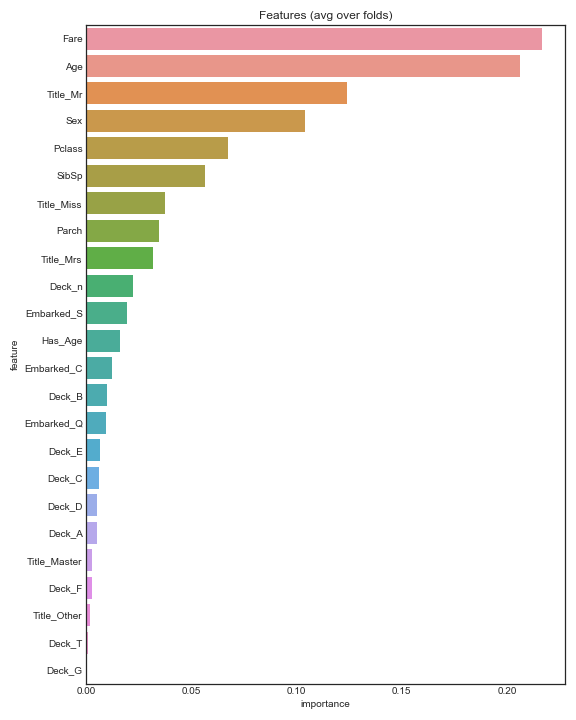 Features (avg over folds)
Fare
Age
Title_Mr
Sex
Pclass
SibSp
Title_Miss
Parch
Title_Mrs
Deck_n
Embarked_S
Has_Age
Embarked_C
Deck_B
Embarked_Q
Deck_E
Deck_C
Deck_D
Deck_A
Title_Master
Deck_F
Title_Other
Deck_T
Deck_G
feature
0.00 0.05 0.10 0.15 0.20
importance